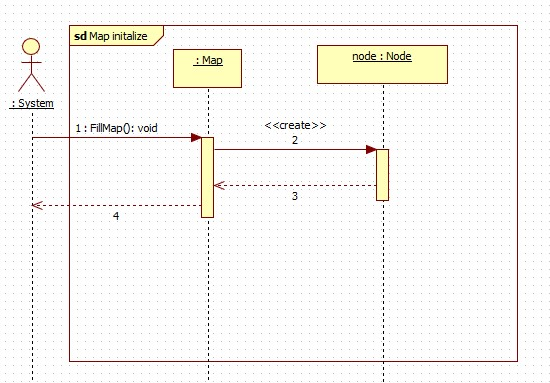 sd Map initalize
: Map
node : Node
: System
1 : FillMap(): void
<<create>>
2
3
4